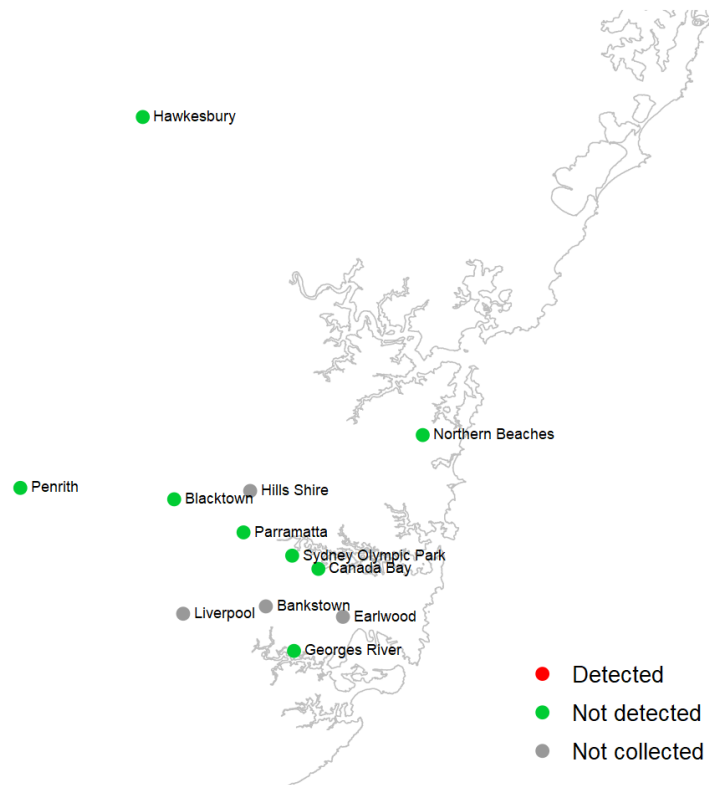 Hawkesbury
Northern Beaches
Penrith
Hills Shire
Blacktown
Parramatta
Sydney Olympic Park
Canada Bay
Bankstown
Liverpool
Earlwood
Georges River
Detected
Not detected
Not collected